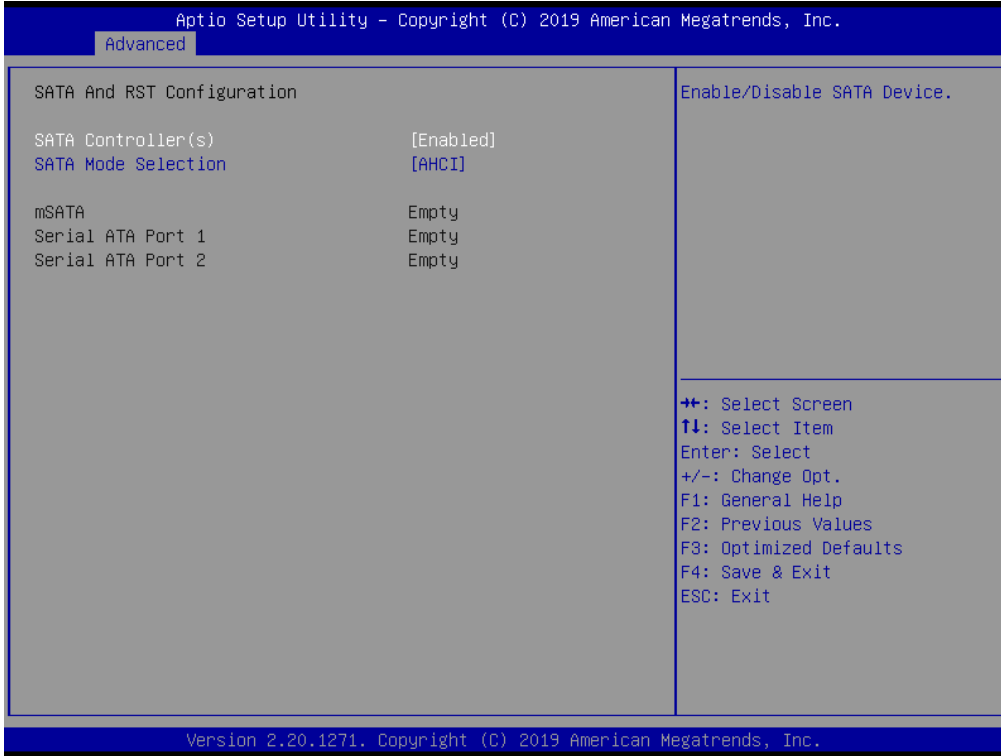 Aptio Setup Utility – Copyright (C) 2019 American Megatrends, Inc.
Advanced
SATA And RST Configuration
SATA Controller(s) [Enabled]
SATA Mode Selection [AHCI]
mSATA Empty
Serial ATA Port 1 Empty
Serial ATA Port 2 Empty
Enable/Disable SATA Device.
→←: Select Screen
↑↓: Select Item
Enter: Select
+/-: Change Opt.
F1: General Help
F2: Previous Values
F3: Optimized Defaults
F4: Save & Exit
ESC: Exit
Version 2.20.1271. Copyright (C) 2019 American Megatrends, Inc.